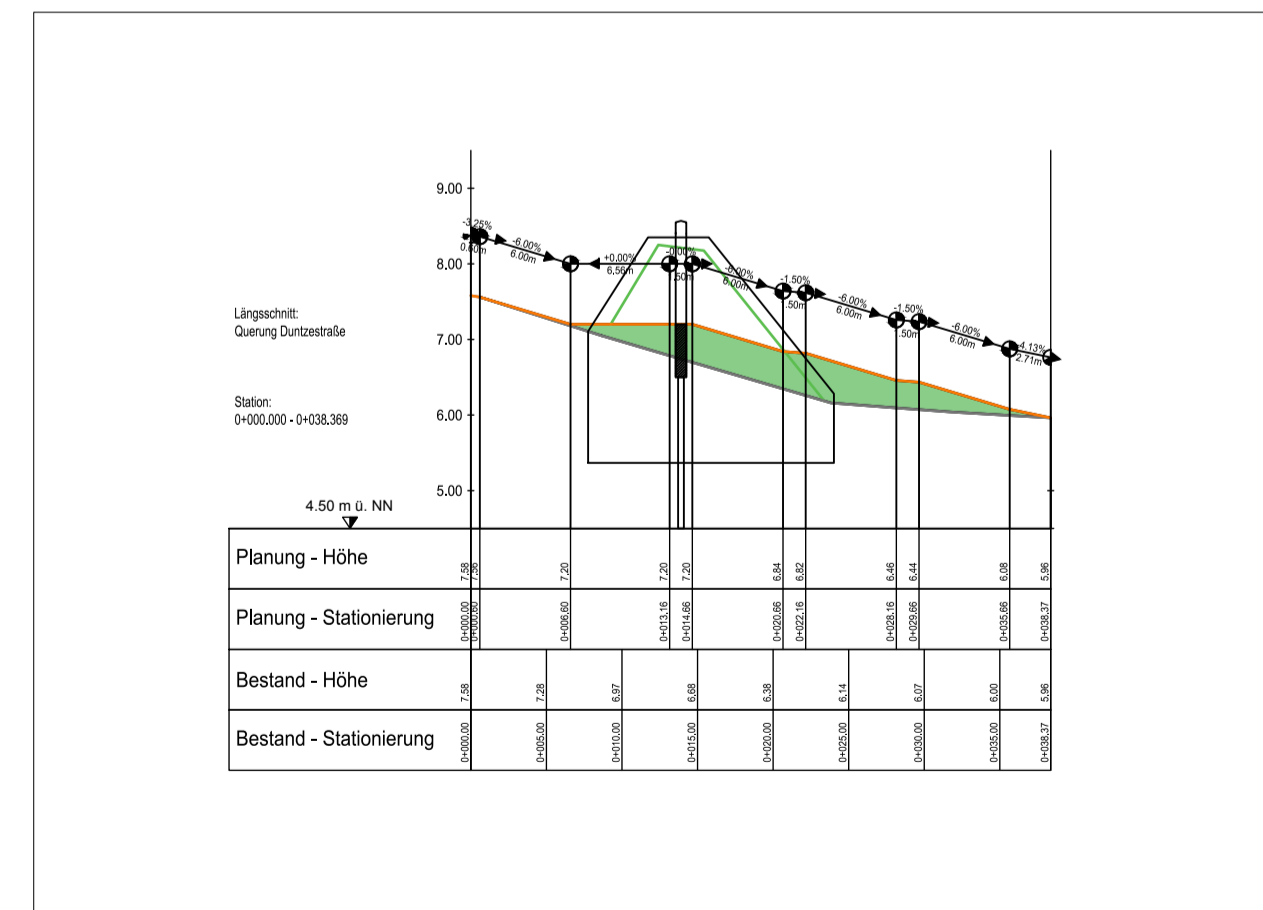 9.00
8.00
7.00
6.00
5.00
-3.25%
0.60m
-6.00%
6.00m
+0.00%
6.56m
-0.00%
.50m
-6.00%
6.00m
-1.50%
.50m
-6.00%
6.00m
-1.50%
.50m
-6.00%
6.00m
-4.13%
2.71m
Längsschnitt:
Querung Duntzestraße
Station:
0+000.000 - 0+038.369
4.50 m ü. NN
Planung - Höhe
7.58 7.56 7.20 7.20 7.20 6.84 6.82 6.46 6.44 6.08 5.96
Planung - Stationierung
0+000.00 0+000.60 0+006.60 0+013.16 0+014.66 0+020.66 0+022.16 0+028.16 0+029.66 0+035.66 0+038.37
Bestand - Höhe
7.58 7.28 6.97 6.68 6.38 6.14 6.07 6.00 5.96
Bestand - Stationierung
0+000.00 0+005.00 0+010.00 0+015.00 0+020.00 0+025.00 0+030.00 0+035.00 0+038.37